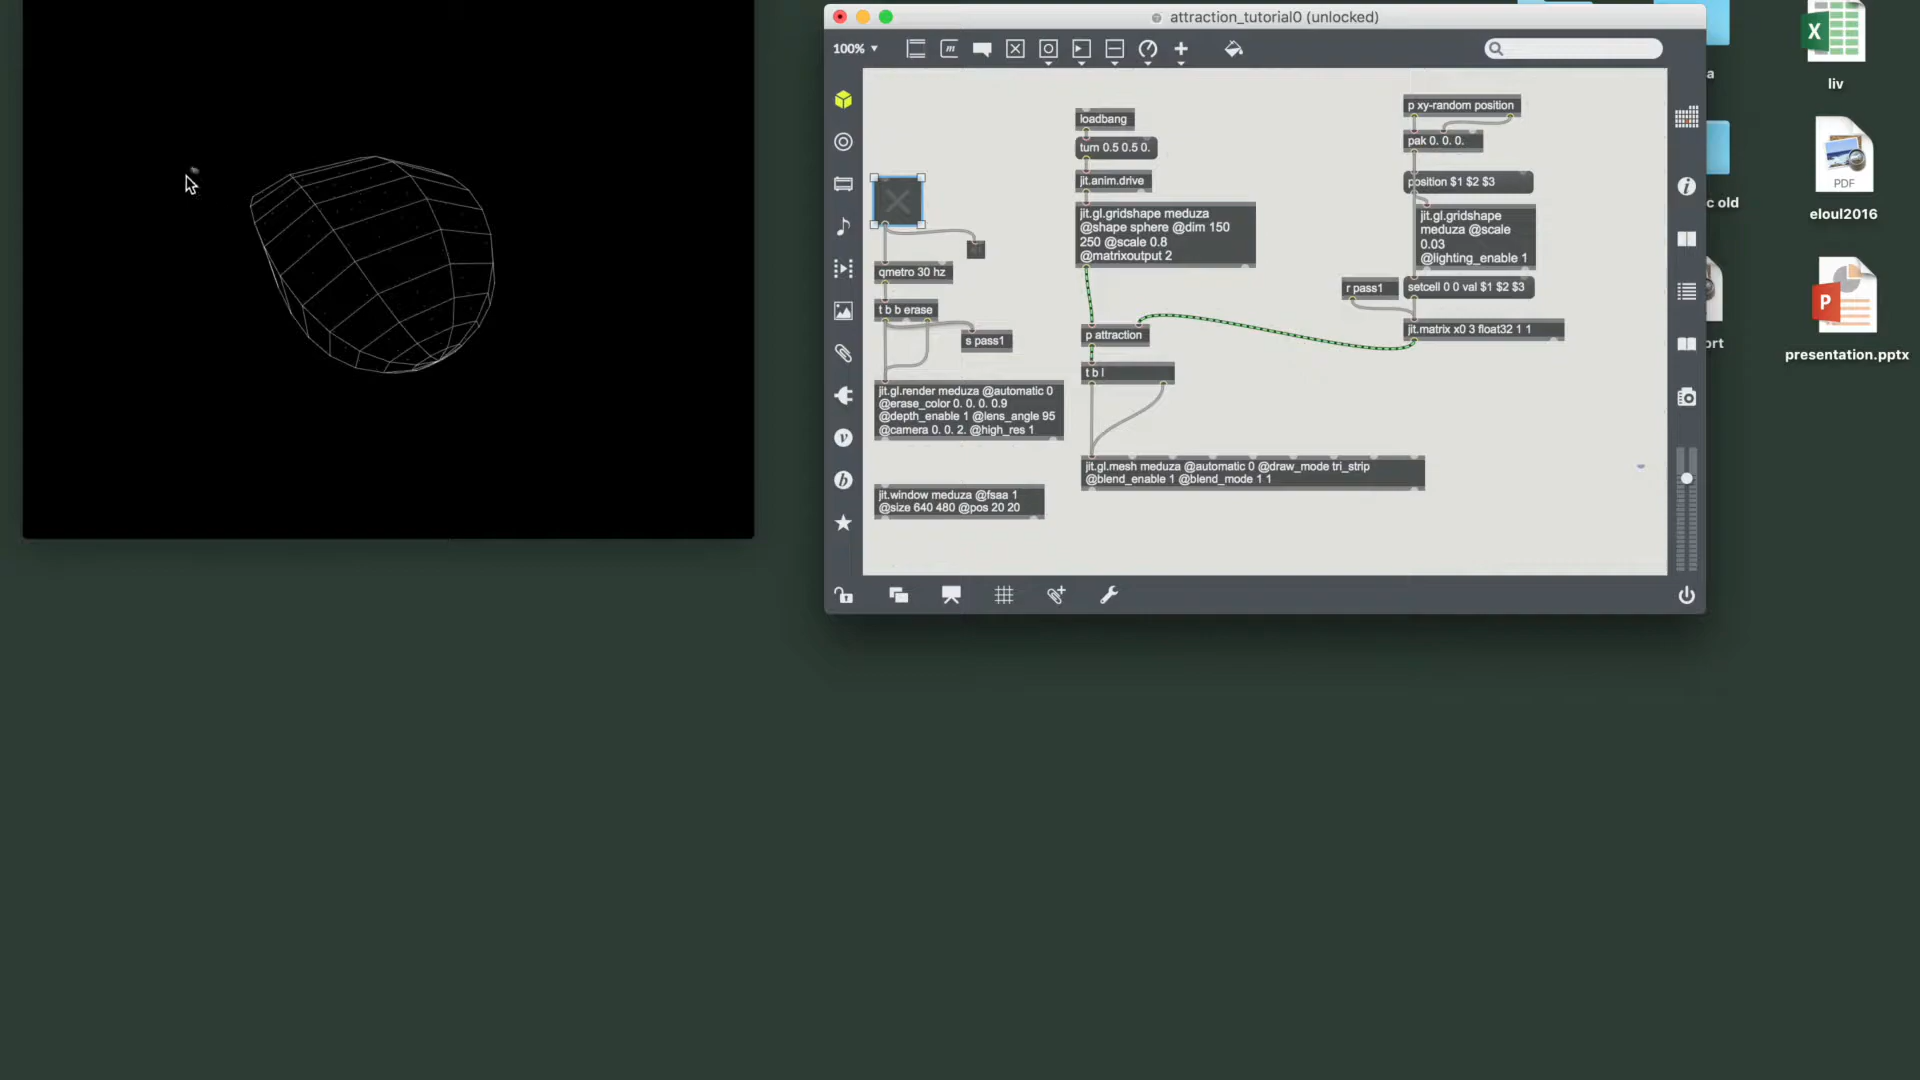 attraction_tutorial0 (unlocked)
100%
loadbang
turn 0.5 0.5 0.
jit.anim.drive
jit.gl.gridshape meduza
@shape sphere @dim 150
250 @scale 0.8
@matrixoutput 2
p xy-random position
pak 0. 0. 0.
position $1 $2 $3
jit.gl.gridshape
meduza @scale
0.03
@lighting_enable 1
r pass1
setcell 0 0 val $1 $2 $3
jit.matrix x0 3 float32 1 1
qmetro 30 hz
t b b erase
s pass1
p attraction
t b l
jit.gl.render meduza @automatic 0
@erase_color 0. 0. 0. 0.9
@depth_enable 1 @lens_angle 95
@camera 0. 0. 2. @high_res 1
jit.gl.mesh meduza @automatic 0 @draw_mode tri_strip
@blend_enable 1 @blend_mode 1 1
jit.window meduza @fsaa 1
@size 640 480 @pos 20 20
a
liv
PDF
c old
eloul2016
ort
presentation.pptx